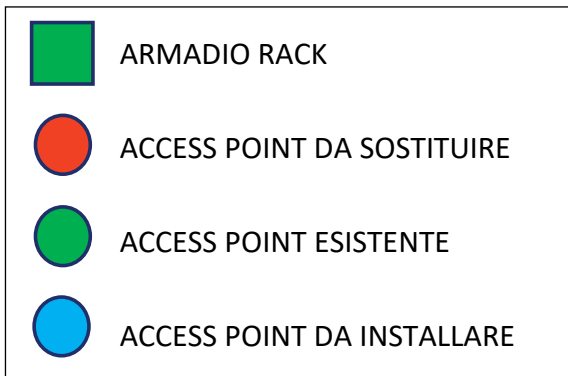 ARMADIO RACK
ACCESS POINT DA SOSTITUIRE
ACCESS POINT ESISTENTE
ACCESS POINT DA INSTALLARE